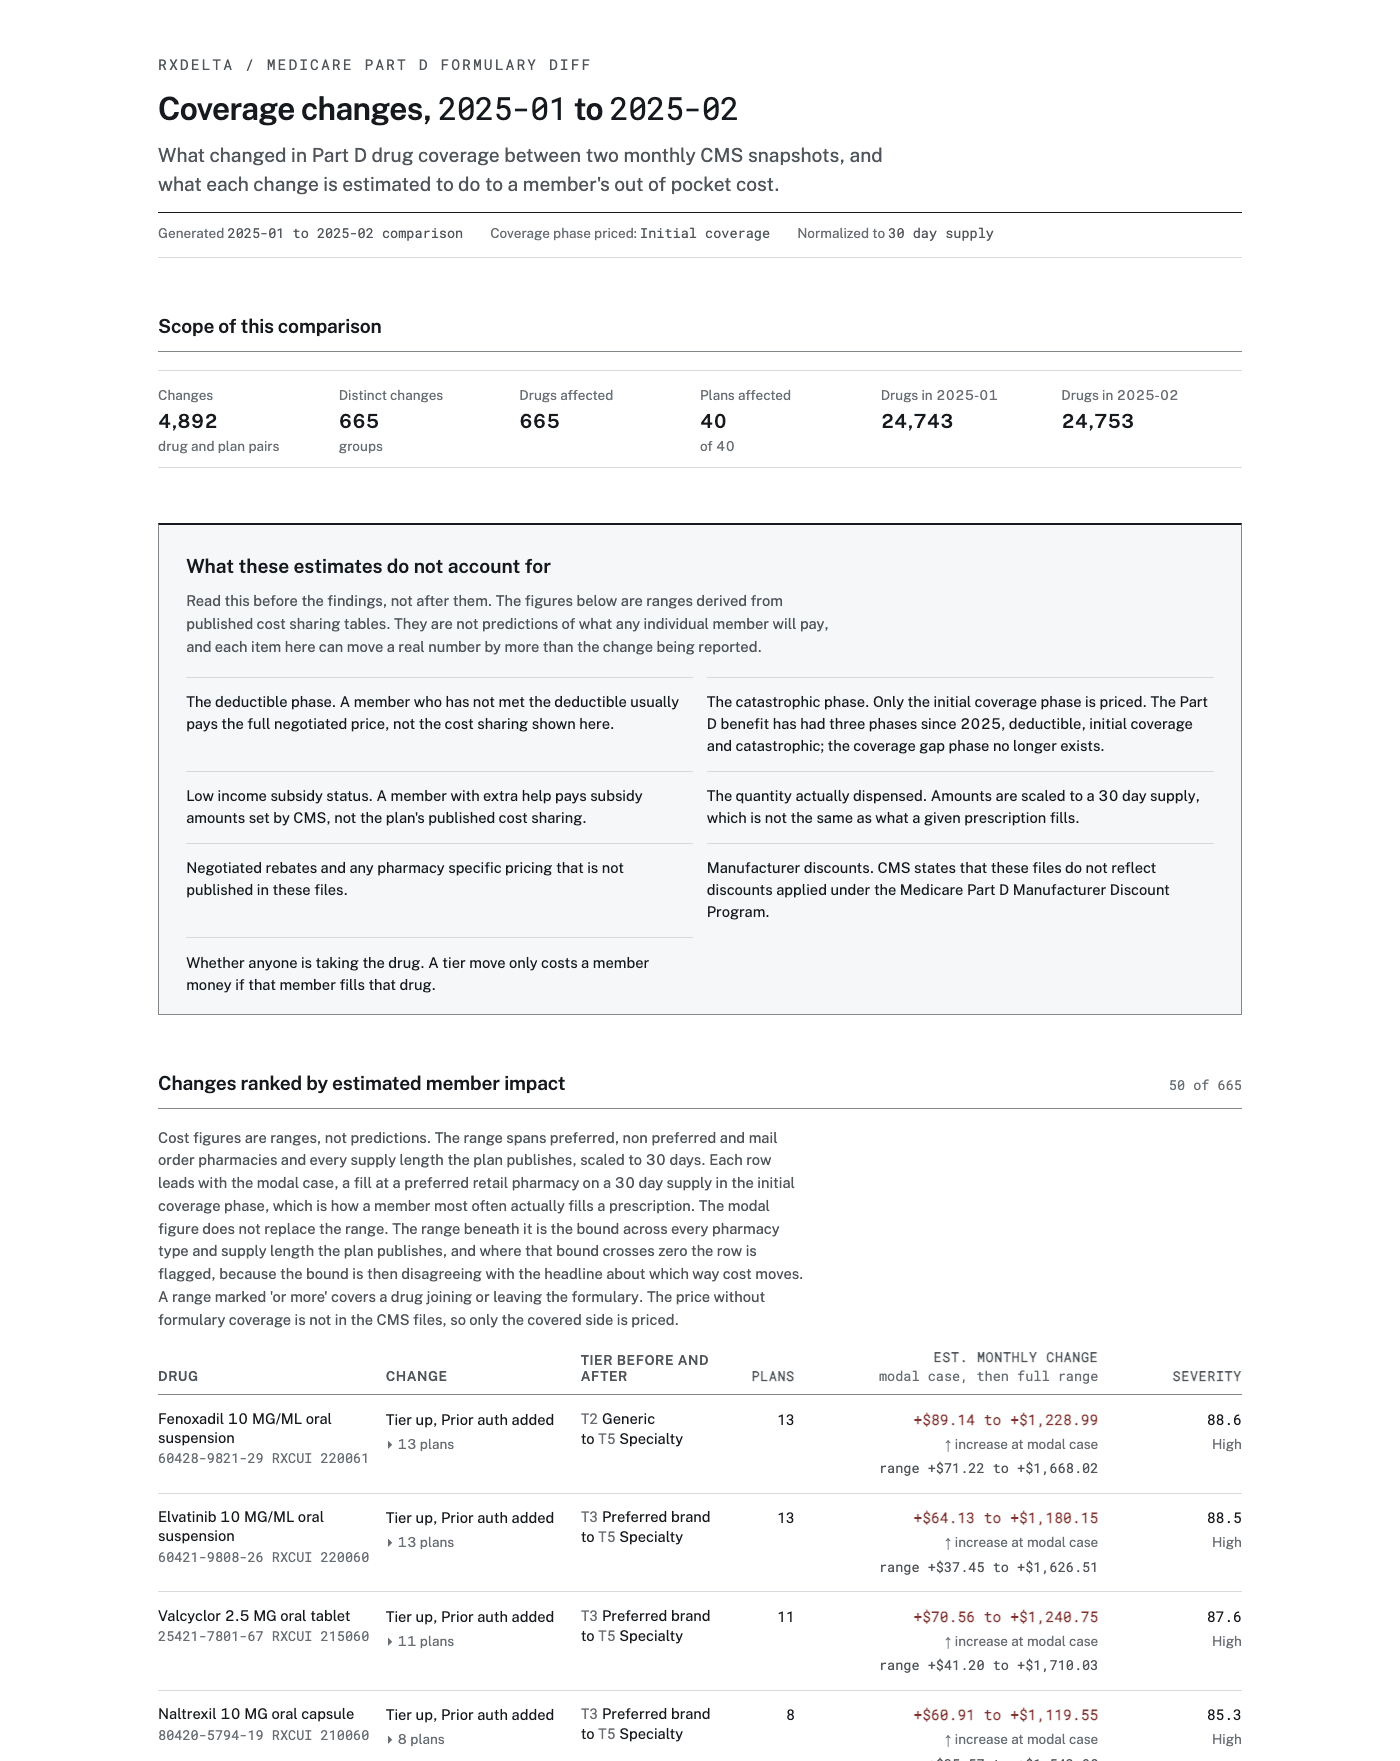 RXDELTA / MEDICARE PART D FORMULARY DIFF
Coverage changes, 2025-01 to 2025-02
What changed in Part D drug coverage between two monthly CMS snapshots, and
what each change is estimated to do to a member's out of pocket cost.
Generated 2025-01 to 2025-02 comparison Coverage phase priced: Initial coverage Normalized to 30 day supply
Scope of this comparison
Changes Distinct changes Drugs affected Plans affected Drugs in 2025-01 Drugs in 2025-02
4,892 665 665 40 24,743 24,753
drug and plan pairs groups of 40
What these estimates do not account for
Read this before the findings, not after them. The figures below are ranges derived from
published cost sharing tables. They are not predictions of what any individual member will pay,
and each item here can move a real number by more than the change being reported.
The deductible phase. A member who has not met the deductible usually
pays the full negotiated price, not the cost sharing shown here.
The catastrophic phase. Only the initial coverage phase is priced. The Part
D benefit has had three phases since 2025, deductible, initial coverage
and catastrophic; the coverage gap phase no longer exists.
Low income subsidy status. A member with extra help pays subsidy
amounts set by CMS, not the plan's published cost sharing.
The quantity actually dispensed. Amounts are scaled to a 30 day supply,
which is not the same as what a given prescription fills.
Negotiated rebates and any pharmacy specific pricing that is not
published in these files.
Manufacturer discounts. CMS states that these files do not reflect
discounts applied under the Medicare Part D Manufacturer Discount
Program.
Whether anyone is taking the drug. A tier move only costs a member
money if that member fills that drug.
Changes ranked by estimated member impact 50 of 665
Cost figures are ranges, not predictions. The range spans preferred, non preferred and mail
order pharmacies and every supply length the plan publishes, scaled to 30 days. Each row
leads with the modal case, a fill at a preferred retail pharmacy on a 30 day supply in the initial
coverage phase, which is how a member most often actually fills a prescription. The modal
figure does not replace the range. The range beneath it is the bound across every pharmacy
type and supply length the plan publishes, and where that bound crosses zero the row is
flagged, because the bound is then disagreeing with the headline about which way cost moves.
A range marked 'or more' covers a drug joining or leaving the formulary. The price without
formulary coverage is not in the CMS files, so only the covered side is priced.
DRUG CHANGE TIER BEFORE AND AFTER PLANS EST. MONTHLY CHANGE modal case, then full range SEVERITY
Fenoxadil 10 MG/ML oral Tier up, Prior auth added T2 Generic 13 +$89.14 to +$1,228.99 88.6
suspension 13 plans to T5 Specialty ↑ increase at modal case High
60428-9821-29 RXCUI 220061 range +$71.22 to +$1,668.02
Elvatinib 10 MG/ML oral Tier up, Prior auth added T3 Preferred brand 13 +$64.13 to +$1,180.15 88.5
suspension 13 plans to T5 Specialty ↑ increase at modal case High
60421-9808-26 RXCUI 220060 range +$37.45 to +$1,626.51
Valcyclor 2.5 MG oral tablet Tier up, Prior auth added T3 Preferred brand 11 +$70.56 to +$1,240.75 87.6
25421-7801-67 RXCUI 215060 11 plans to T5 Specialty ↑ increase at modal case High
range +$41.20 to +$1,710.03
Naltrexil 10 MG oral capsule Tier up, Prior auth added T3 Preferred brand 8 +$60.91 to +$1,119.55 85.3
80420-5794-19 RXCUI 210060 8 plans to T5 Specialty ↑ increase at modal case High